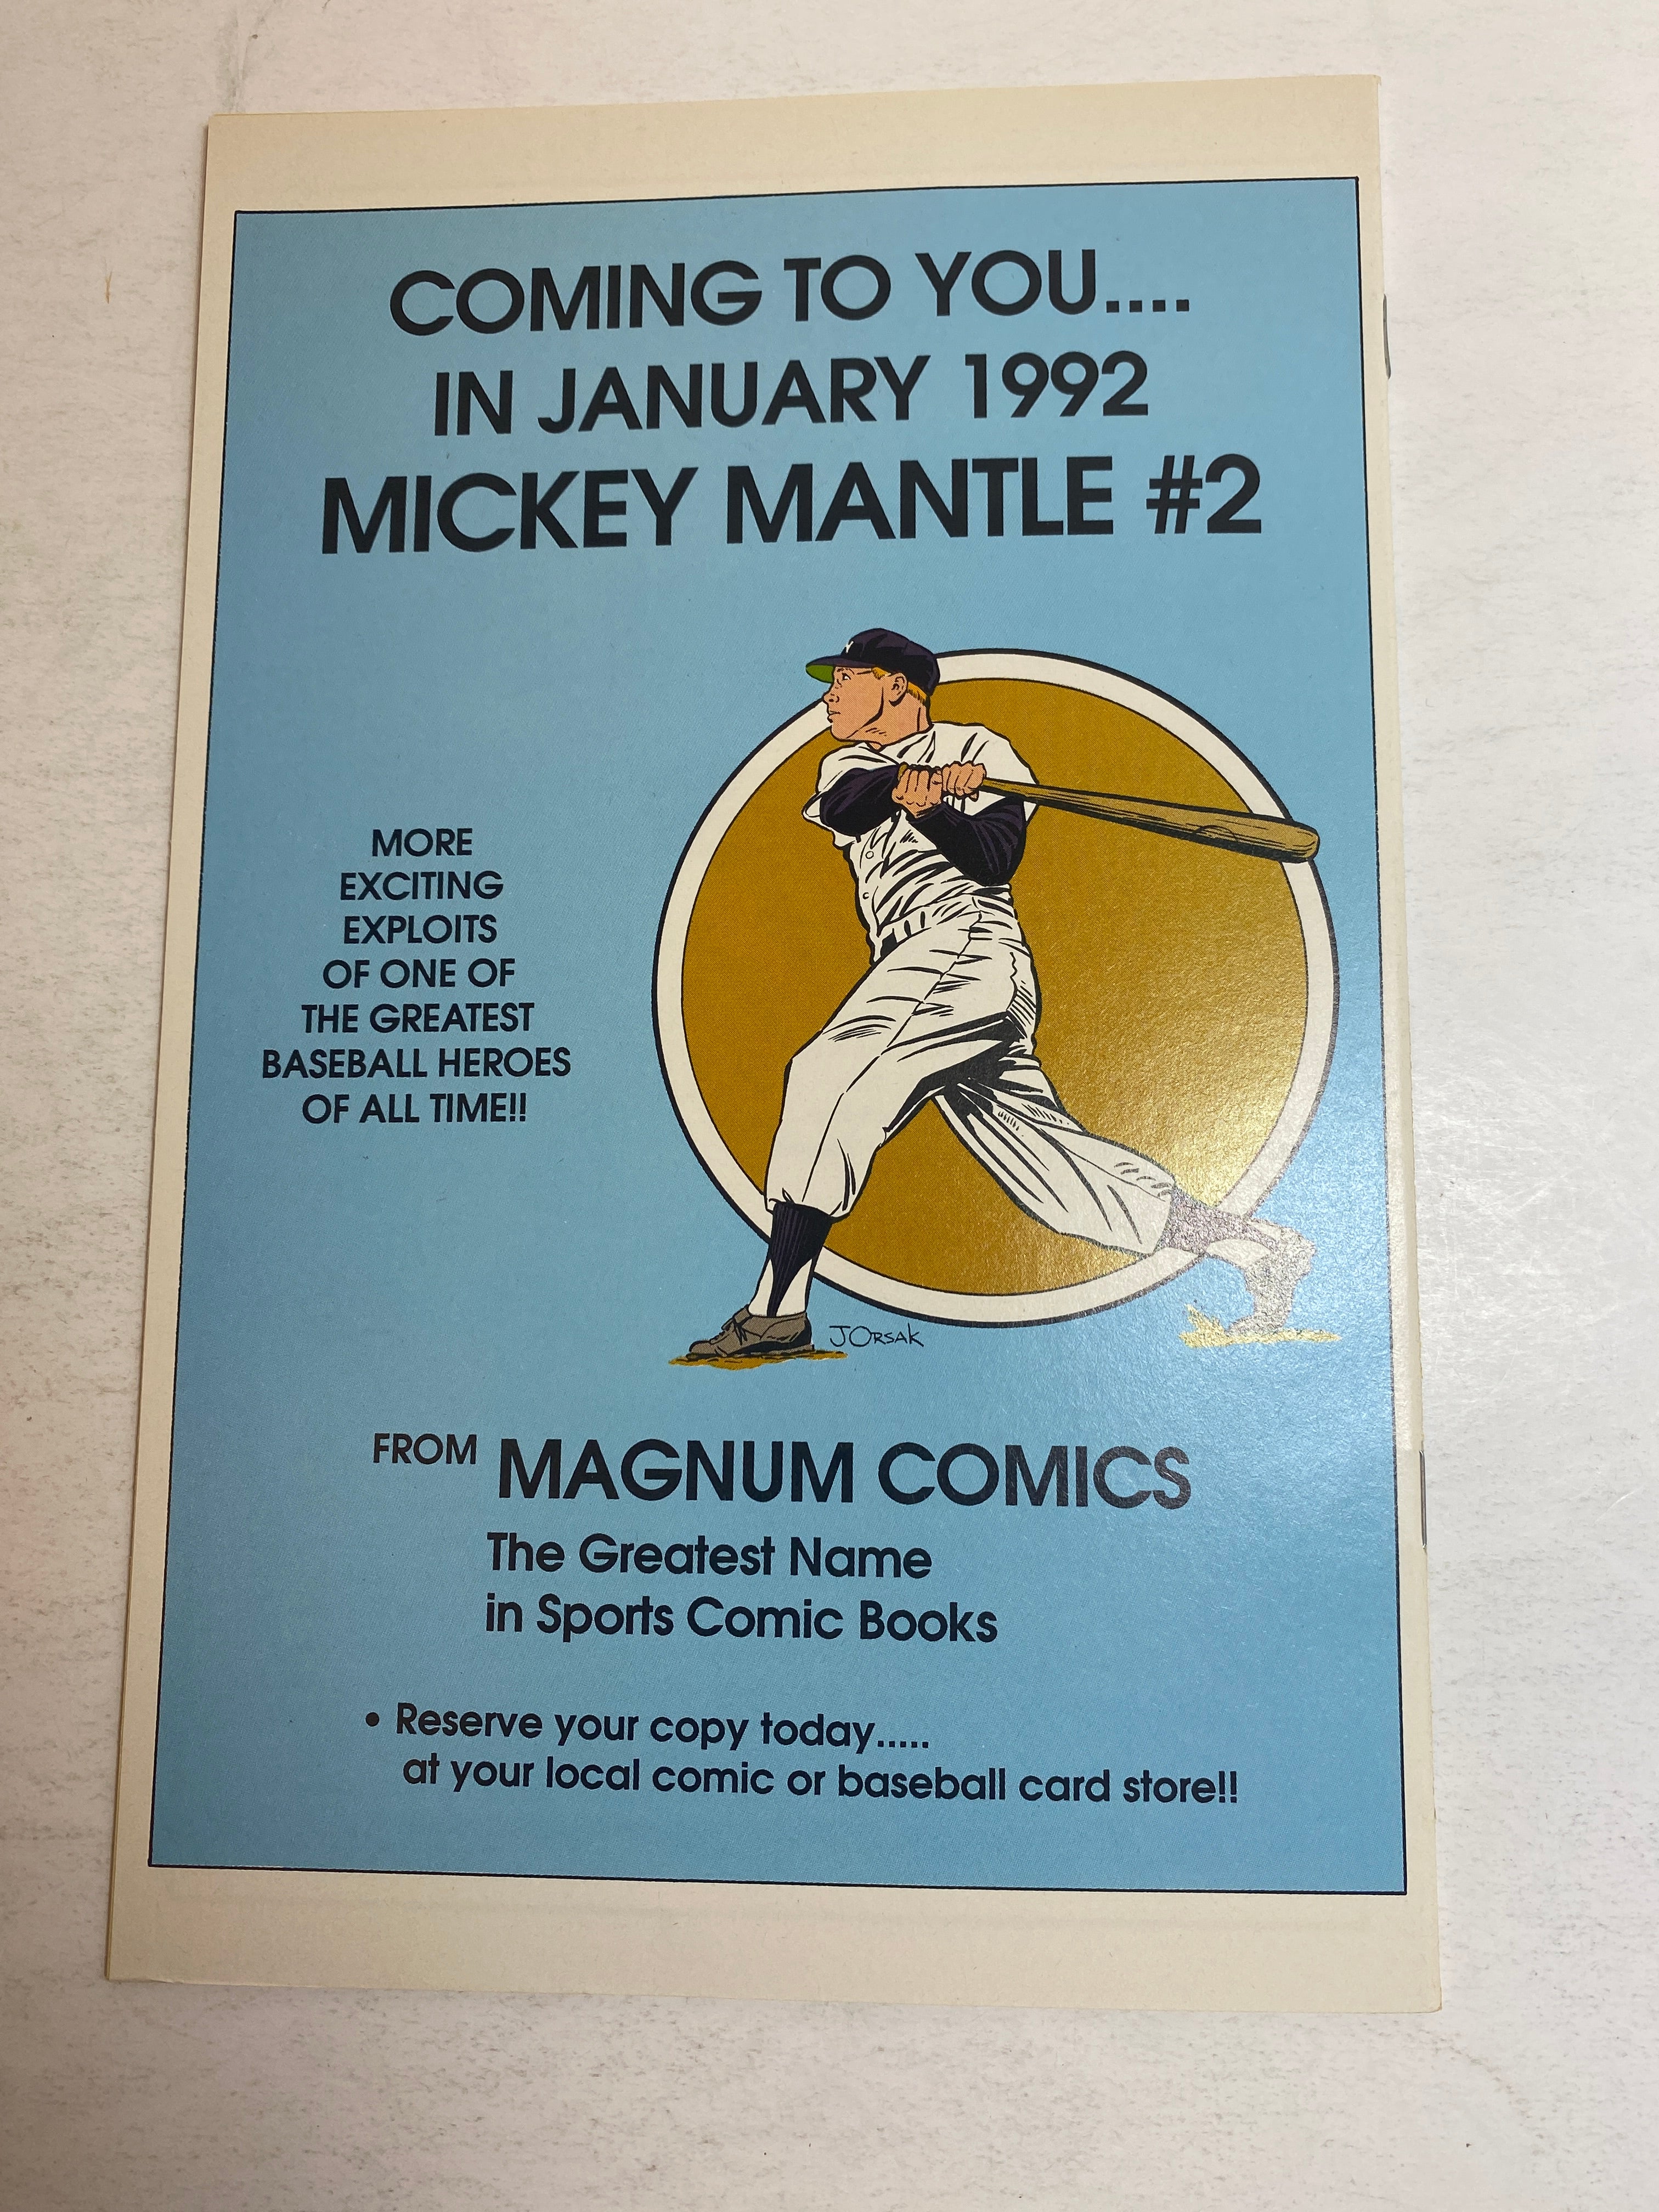 COMING TO YOU....
IN JANUARY 1992
MICKEY MANTLE #2
MORE
EXCITING
EXPLOITS
OF ONE OF
THE GREATEST
BASEBALL HEROES
OF ALL TIME!!
JORSAK
FROM MAGNUM COMICS
The Greatest Name
in Sports Comic Books
• Reserve your copy today.....
at your local comic or baseball card store!!